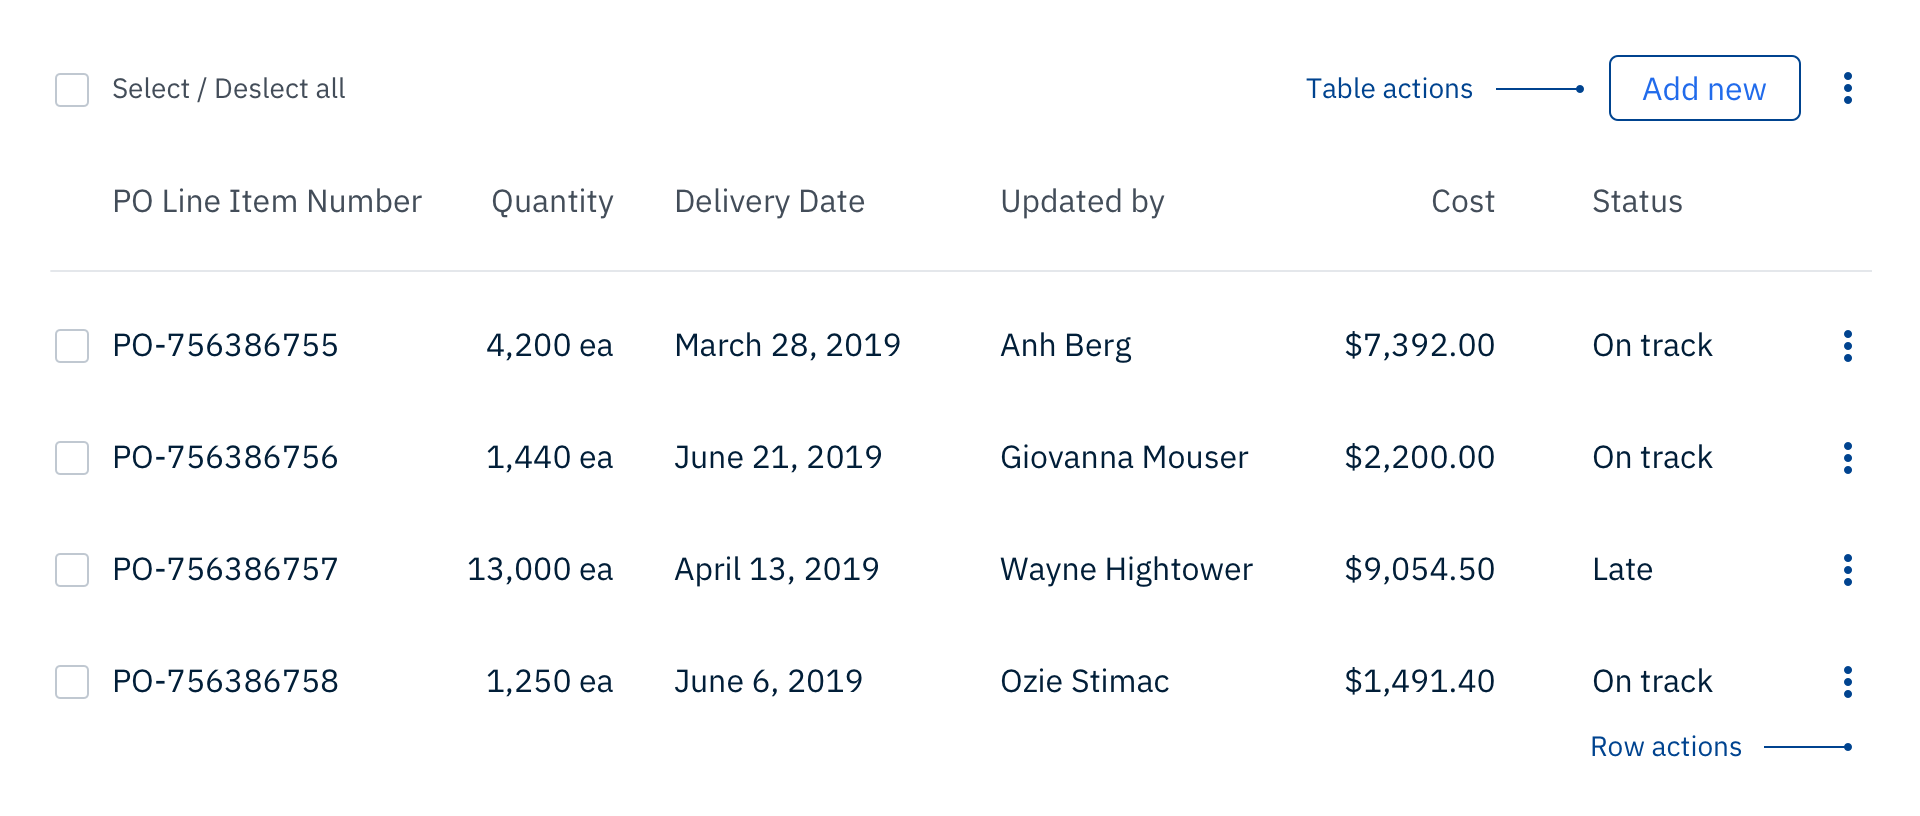 Select / Deslect all Table actions Add new
PO Line Item Number Quantity Delivery Date Updated by Cost Status
PO-756386755 4,200 ea March 28, 2019 Anh Berg $7,392.00 On track
PO-756386756 1,440 ea June 21, 2019 Giovanna Mouser $2,200.00 On track
PO-756386757 13,000 ea April 13, 2019 Wayne Hightower $9,054.50 Late
PO-756386758 1,250 ea June 6, 2019 Ozie Stimac $1,491.40 On track
Row actions